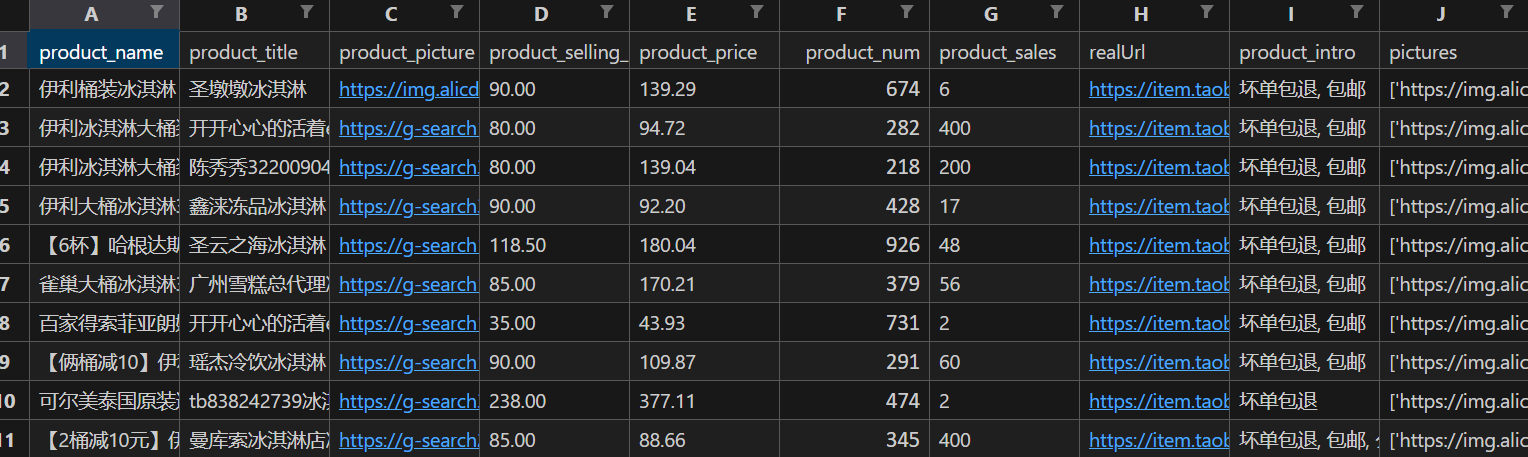 A B C D E F G H I J
1 product_name product_title product_picture product_selling_ product_price product_num product_sales realUrl product_intro pictures
2 伊利桶装冰淇淋 圣墩墩冰淇淋 https://img.alicd 90.00 139.29 674 6 https://item.taob 坏单包退, 包邮 ['https://img.alic
3 伊利冰淇淋大桶 开开心心的活着 https://g-search 80.00 94.72 282 400 https://item.taob 坏单包退, 包邮 ['https://img.alic
4 伊利冰淇淋大桶 陈秀秀32200904 https://g-search 80.00 139.04 218 200 https://item.taob 坏单包退, 包邮 ['https://img.alic
5 伊利大桶冰淇淋 鑫涞冻品冰淇淋 https://g-search 90.00 92.20 428 17 https://item.taob 坏单包退, 包邮 ['https://img.alic
6 【6杯】哈根达斯 圣云之海冰淇淋 https://g-search 118.50 180.04 926 48 https://item.taob 坏单包退, 包邮 ['https://img.alic
7 雀巢大桶冰淇淋 广州雪糕总代理 https://g-search 85.00 170.21 379 56 https://item.taob 坏单包退, 包邮 ['https://img.alic
8 百家得索菲亚朗 开开心心的活着 https://g-search 35.00 43.93 731 2 https://item.taob 坏单包退, 包邮 ['https://img.alic
9 【俩桶减10】伊 瑶杰冷饮冰淇淋 https://g-search 90.00 109.87 291 60 https://item.taob 坏单包退, 包邮 ['https://img.alic
10 可尔美泰国原装 tb838242739冰 https://g-search 238.00 377.11 474 2 https://item.taob 坏单包退 ['https://img.alic
11 【2桶减10元】伊 曼库索冰淇淋店 https://g-search 85.00 88.66 345 400 https://item.taob 坏单包退, 包邮, ['https://img.alic